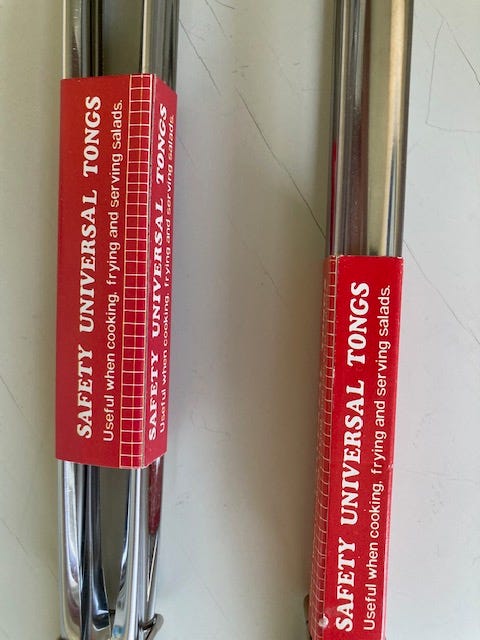 SAFETY UNIVERSAL TONGS
Useful when cooking, frying and serving salads.
SAFETY UNIVERSAL TONGS
Useful when cooking, frying and serving salads.
SAFETY UNIVERSAL TONGS
Useful when cooking, frying and serving salads.